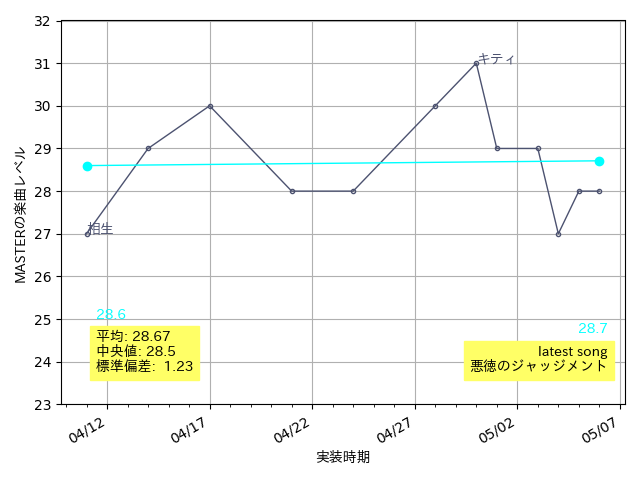 32
31
30
29
28
27
26
25
24
23
MASTERの楽曲レベル
キティ
相生
28.6
平均: 28.67
中央値: 28.5
標準偏差: 1.23
28.7
latest song
悪徳のジャッジメント
04/12
04/17
04/22
04/27
05/02
05/07
実装時期